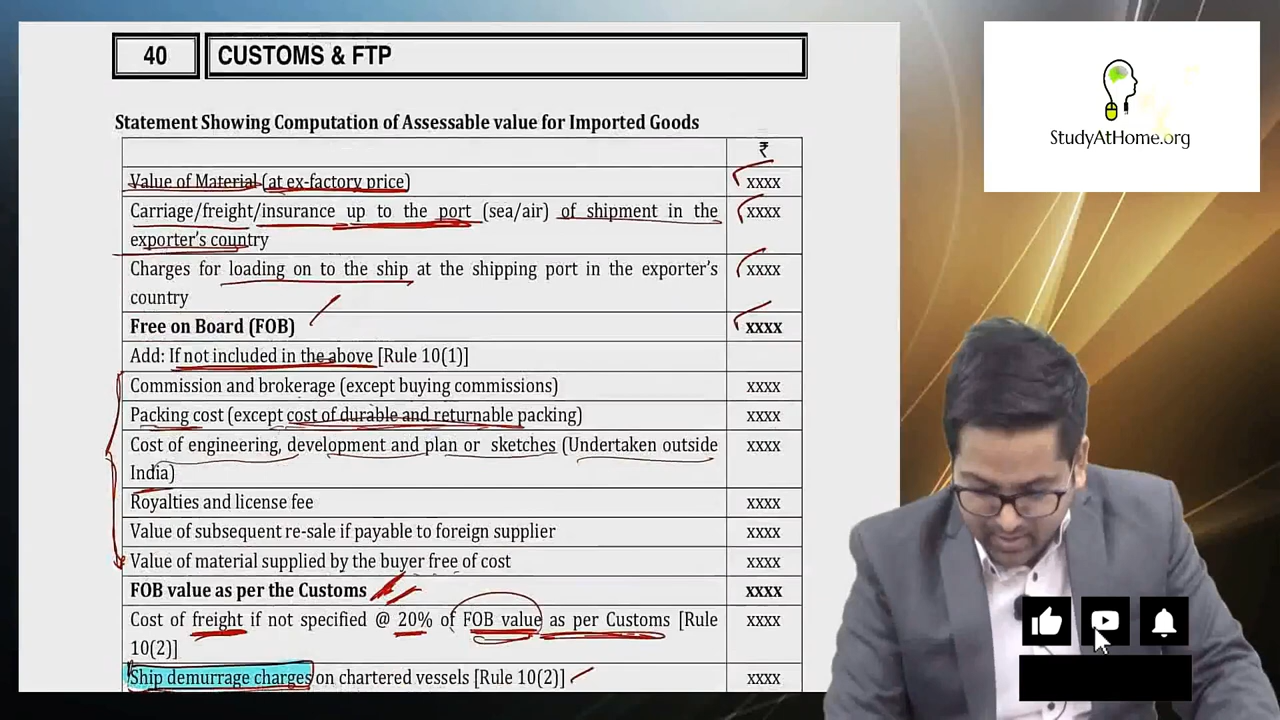 40
CUSTOMS & FTP
StudyAtHome.org
Statement Showing Computation of Assessable value for Imported Goods
₹
Value of Material (at ex-factory price) xxxx
Carriage/freight/insurance up to the port (sea/air) of shipment in the xxxx
exporter's country
Charges for loading on to the ship at the shipping port in the exporter's xxxx
country
Free on Board (FOB) xxxx
Add: If not included in the above [Rule 10(1)]
Commission and brokerage (except buying commissions) xxxx
Packing cost (except cost of durable and returnable packing) xxxx
Cost of engineering, development and plan or sketches (Undertaken outside xxxx
India)
Royalties and license fee xxxx
Value of subsequent re-sale if payable to foreign supplier xxxx
Value of material supplied by the buyer free of cost xxxx
FOB value as per the Customs xxxx
Cost of freight if not specified @ 20% of FOB value as per Customs [Rule xxxx
10(2)]
Ship demurrage charges on chartered vessels [Rule 10(2)] xxxx